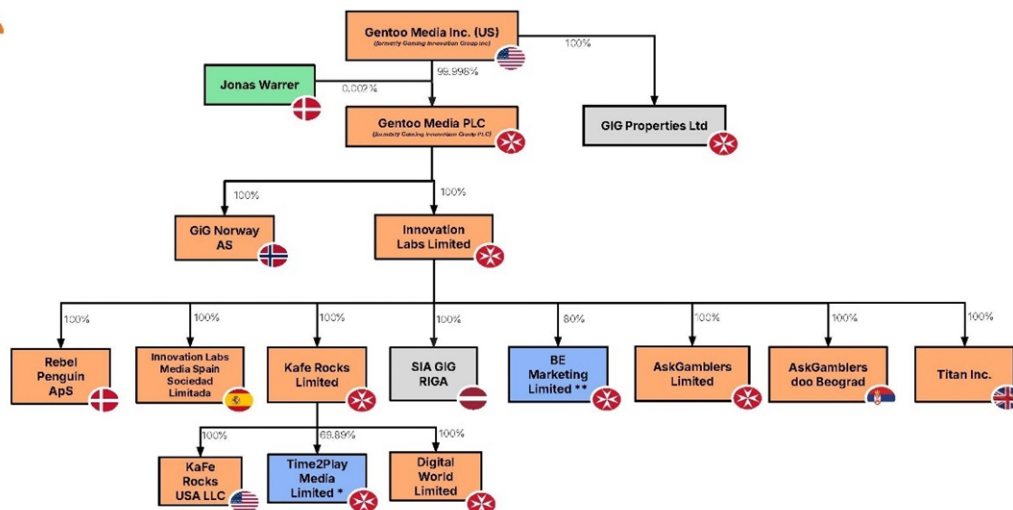 Gentoo Media Inc. (US)
(formerly Gaming Innovation Group Inc)
100%
99.998%
Jonas Warrer
0.002%
Gentoo Media PLC
(formerly Gaming Innovation Group PLC)
GIG Properties Ltd
100%
100%
GiG Norway
AS
Innovation
Labs Limited
100%
100%
100%
100%
80%
100%
100%
100%
Rebel
Penguin
ApS
Innovation Labs
Media Spain
Sociedad
Limitada
Kafe Rocks
Limited
SIA GIG
RIGA
BE
Marketing
Limited **
AskGamblers
Limited
AskGamblers
doo Beograd
Titan Inc.
100%
69.89%
100%
KaFe
Rocks
USA LLC
Time2Play
Media
Limited *
Digital
World
Limited